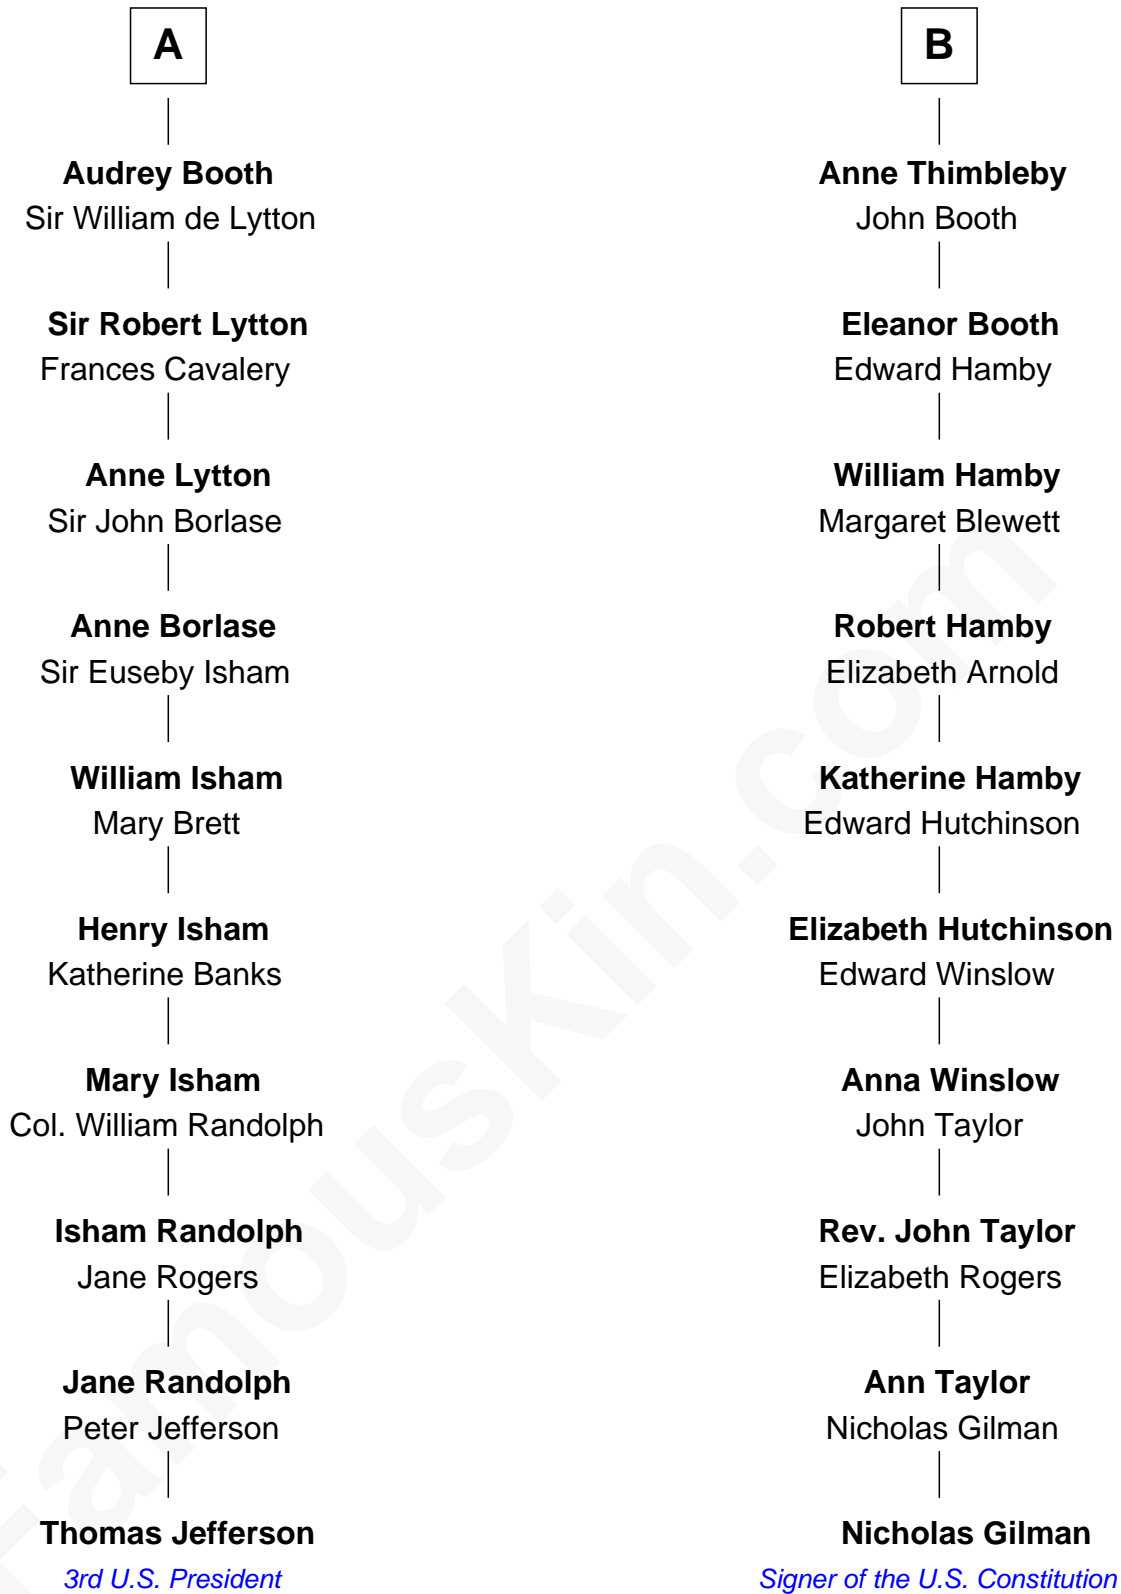 A
Audrey Booth
Sir William de Lytton
Sir Robert Lytton
Frances Cavalery
Anne Lytton
Sir John Borlase
Anne Borlase
Sir Euseby Isham
William Isham
Mary Brett
Henry Isham
Katherine Banks
Mary Isham
Col. William Randolph
Isham Randolph
Jane Rogers
Jane Randolph
Peter Jefferson
Thomas Jefferson
3rd U.S. President
B
Anne Thimbleby
John Booth
Eleanor Booth
Edward Hamby
William Hamby
Margaret Blewett
Robert Hamby
Elizabeth Arnold
Katherine Hamby
Edward Hutchinson
Elizabeth Hutchinson
Edward Winslow
Anna Winslow
John Taylor
Rev. John Taylor
Elizabeth Rogers
Ann Taylor
Nicholas Gilman
Nicholas Gilman
Signer of the U.S. Constitution
FamousKin.com